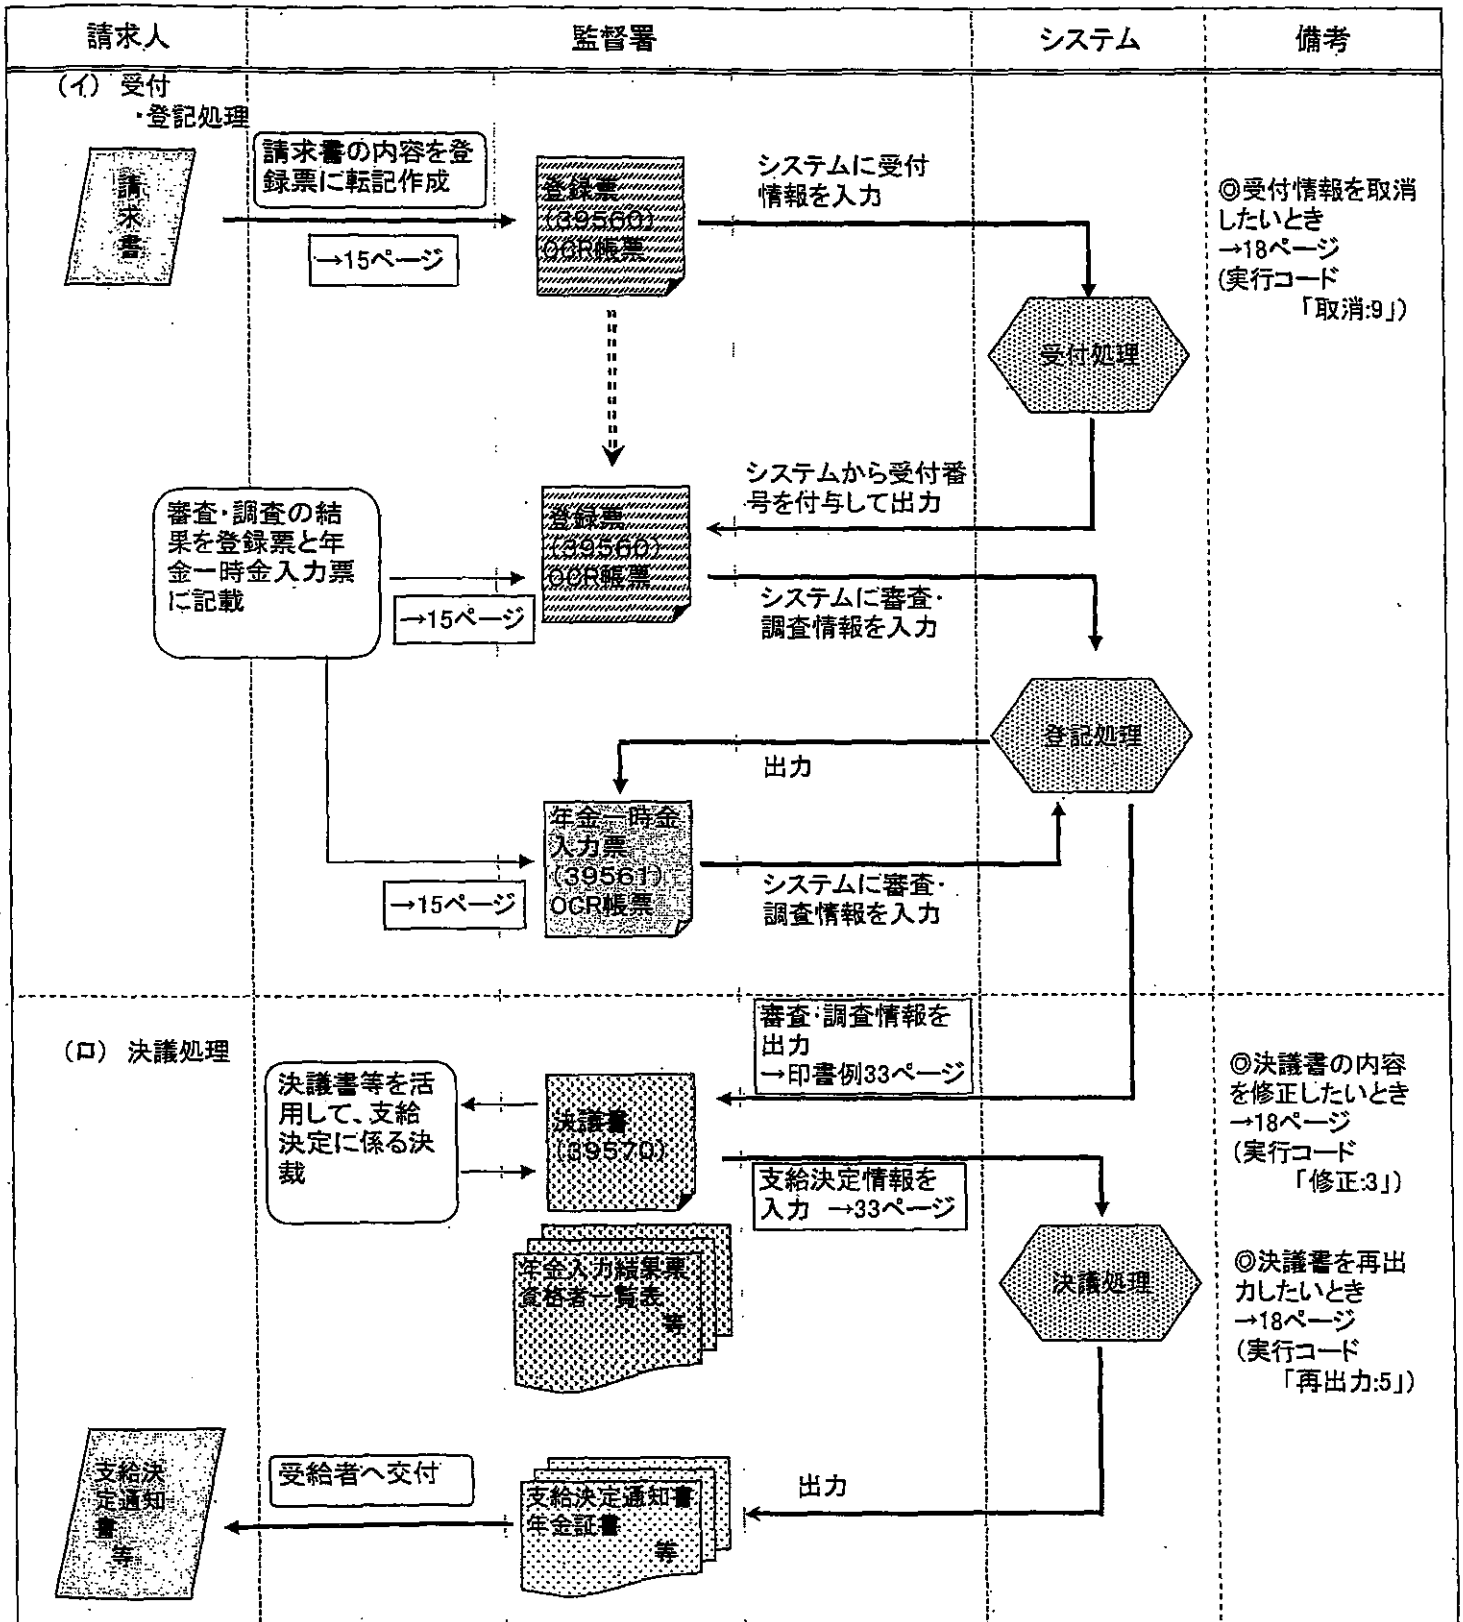 請求人
監督署
システム
備考
(イ) 受付
・登記処理
請求書
請求書の内容を登
録票に転記作成
→15ページ
登録票
(39560)
OCR帳票
システムに受付
情報を入力
◎受付情報を取消
したいとき
→18ページ
(実行コード
「取消:9」)
受付処理
システムから受付番
号を付与して出力
審査・調査の結
果を登録票と年
金一時金入力票
に記載
→15ページ
登録票
(39560)
OCR帳票
システムに審査・
調査情報を入力
登記処理
出力
年金一時金
入力票
(39561)
OCR帳票
→15ページ
システムに審査・
調査情報を入力
審査・調査情報を
出力
→印書例33ページ
(ロ) 決議処理
決議書等を活
用して、支給
決定に係る決
裁
決議書
(39570)
支給決定情報を
入力 →33ページ
◎決議書の内容
を修正したいとき
→18ページ
(実行コード
「修正:3」)
年金入力結果票
資格者一覧表
等
決議処理
◎決議書を再出
力したいとき
→18ページ
(実行コード
「再出力:5」)
支給決
定通知
書
等
受給者へ交付
支給決定通知書
年金証書
等
出力